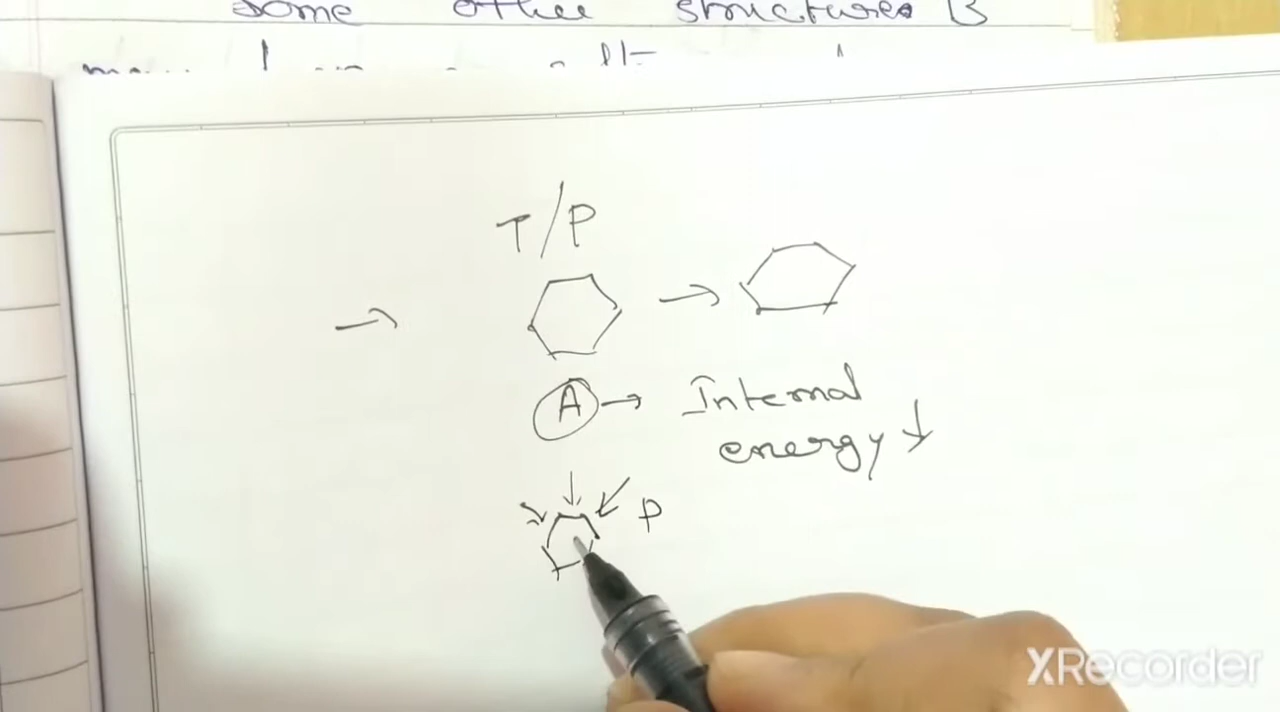 some other structures
T/P
A → Internal
energy ↓
P
XRecorder